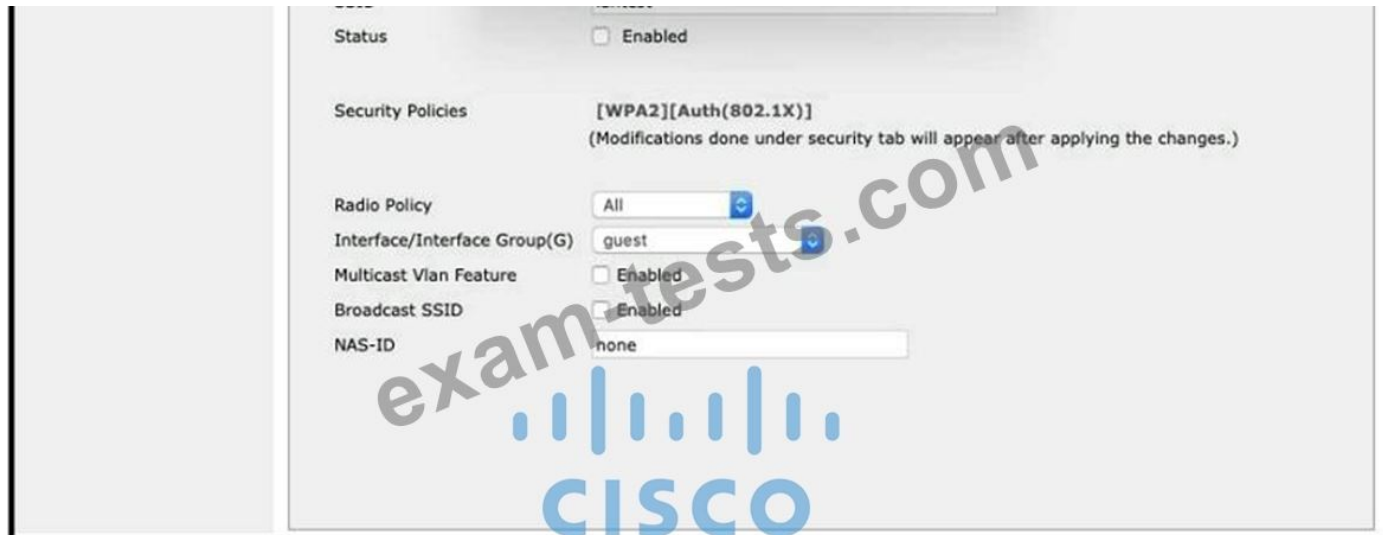 Status Enabled
Security Policies [WPA2][Auth(802.1X)]
(Modifications done under security tab will appear after applying the changes.)
Radio Policy All
Interface/Interface Group(G) guest
Multicast Vlan Feature Enabled
Broadcast SSID Enabled
NAS-ID none
exam-tests.com
CISCO